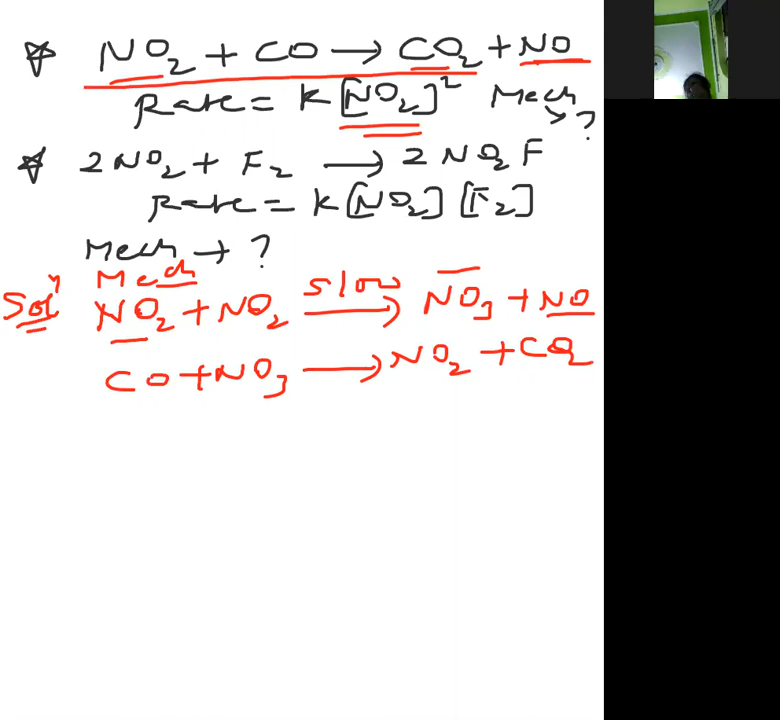 ☆ NO₂ + CO → CO₂ + NO
Rate = K[NO₂]² Mech → ?
☆ 2NO₂ + F₂ → 2NO₂F
Rate = K[NO₂][F₂]
Mech → ?
Solⁿ Mech
NO₂ + NO₂ slow → NO₃ + NO
CO + NO₃ → NO₂ + CO₂